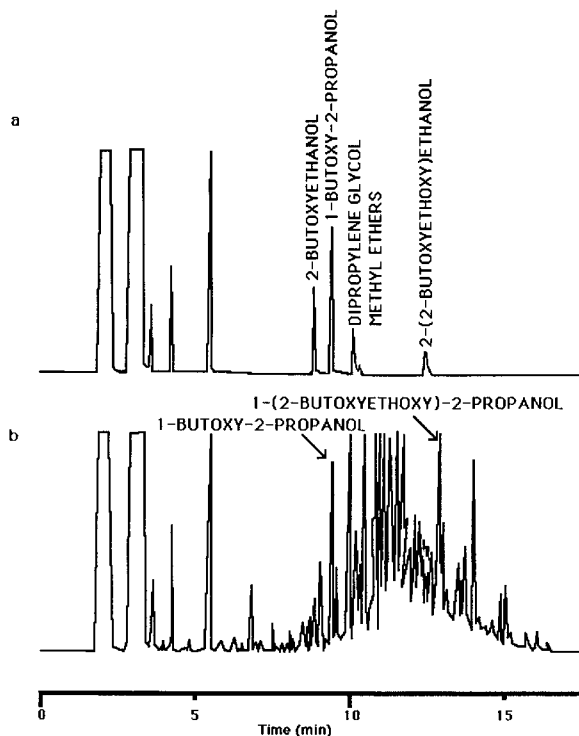 a
2-BUTOXYETHANOL
1-BUTOXY-2-PROPANOL
DIPROPYLENE GLYCOL
METHYL ETHERS
2-(2-BUTOXYETHOXY)ETHANOL
1-(2-BUTOXYETHOXY)-2-PROPANOL
b
1-BUTOXY-2-PROPANOL
0
5
10
15
Time (min)